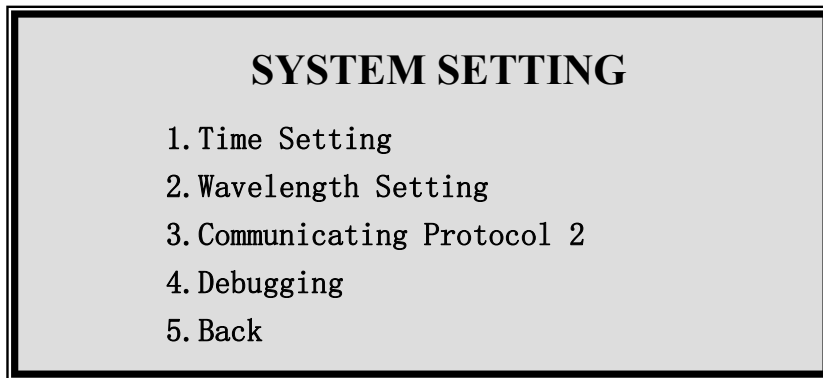 SYSTEM SETTING
1.Time Setting
2.Wavelength Setting
3.Communicating Protocol 2
4.Debugging
5.Back